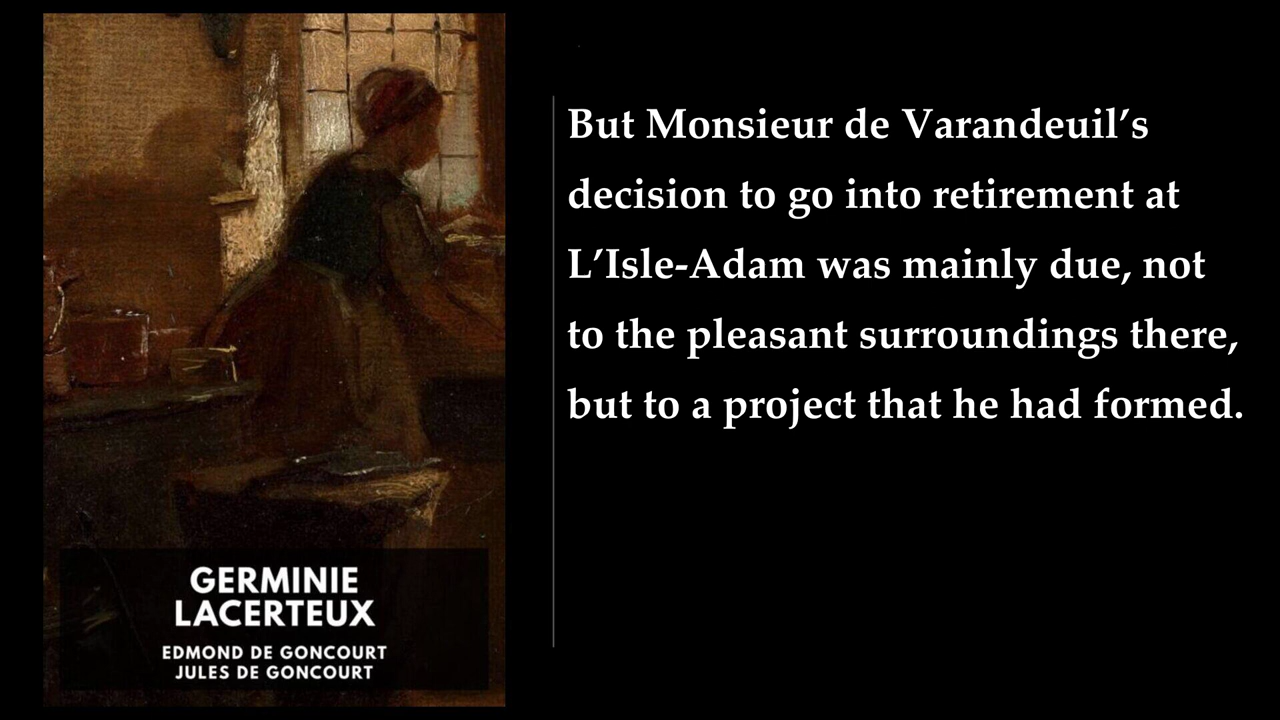 But Monsieur de Varandeuil’s
decision to go into retirement at
L’Isle-Adam was mainly due, not
to the pleasant surroundings there,
but to a project that he had formed.
GERMINIE
LACERTEUX
EDMOND DE GONCOURT
JULES DE GONCOURT